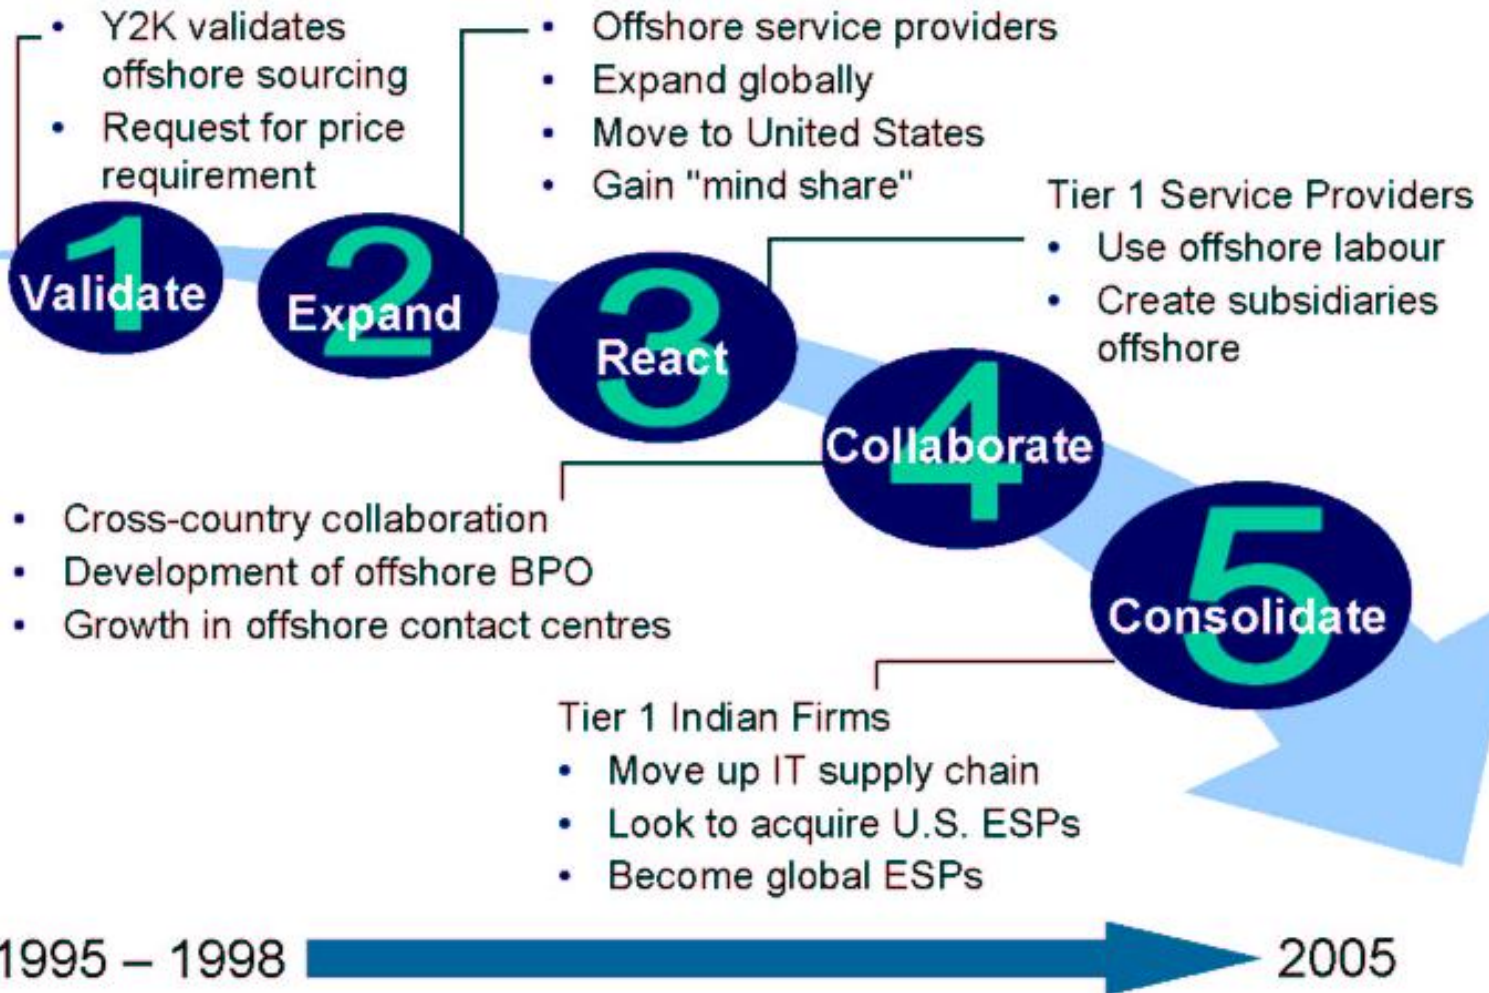 • Y2K validates
offshore sourcing
• Request for price
requirement
• Offshore service providers
• Expand globally
• Move to United States
• Gain "mind share"
Tier 1 Service Providers
• Use offshore labour
• Create subsidiaries
offshore
1
Validate
2
Expand
3
React
4
Collaborate
5
Consolidate
• Cross-country collaboration
• Development of offshore BPO
• Growth in offshore contact centres
Tier 1 Indian Firms
• Move up IT supply chain
• Look to acquire U.S. ESPs
• Become global ESPs
1995 – 1998
2005